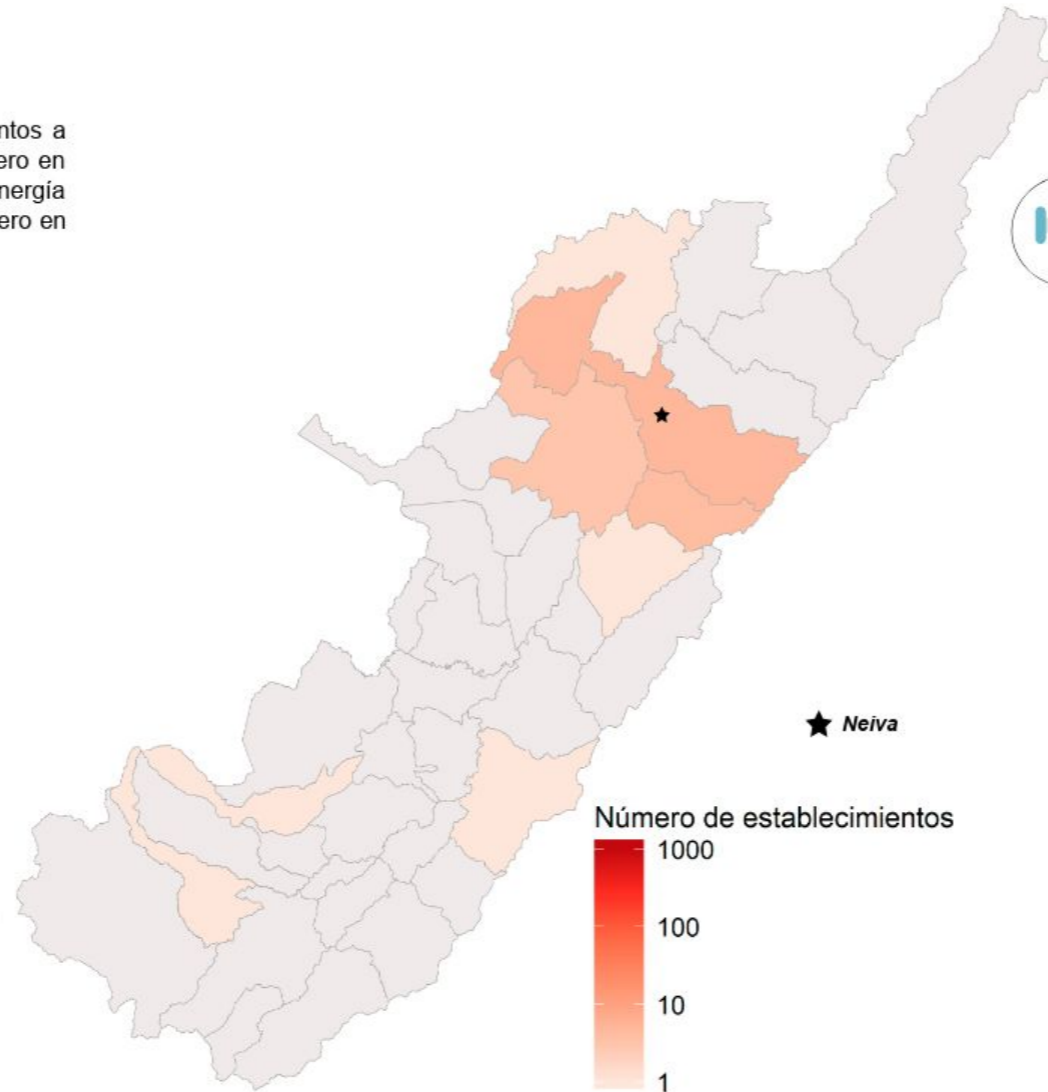 ntos a
ero en
nergía
ero en
Neiva
Número de establecimientos
1000
100
10
1